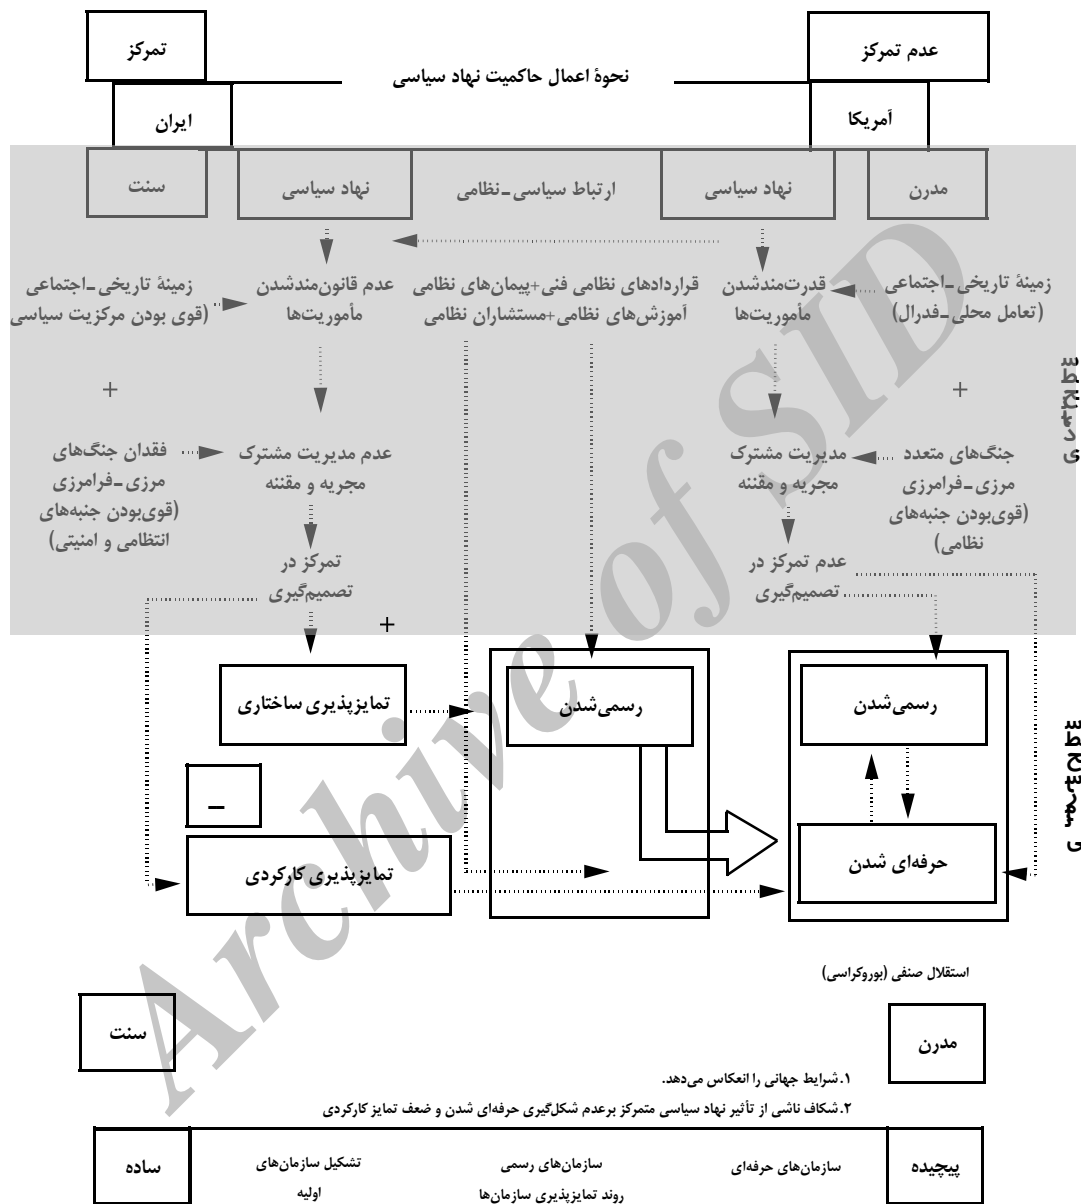 عدم تمرکز
تمرکز
نحوهٔ اعمال حاکمیت نهاد سیاسی
آمریکا
ایران
مدرن
نهاد سیاسی
ارتباط سیاسی ـ نظامی
نهاد سیاسی
سنت
زمینهٔ تاریخی ـ اجتماعی
(تعامل محلی ـ فدرال)
قدرت‌مندشدن
مأموریت‌ها
قراردادهای نظامی فنی+پیمان‌های نظامی
آموزش‌های نظامی+مستشاران نظامی
عدم قانون‌مندشدن
مأموریت‌ها
زمینهٔ تاریخی ـ اجتماعی
(قوی بودن مرکزیت سیاسی
+
+
جنگ‌های متعدد
مرزی ـ فرامرزی
(قوی‌بودن جنبه‌های
نظامی)
مدیریت مشترک
مجریه و مقننه
عدم مدیریت مشترک
مجریه و مقننه
فقدان جنگ‌های
مرزی ـ فرامرزی
(قوی‌بودن جنبه‌های
انتظامی و امنیتی)
عدم تمرکز در
تصمیم‌گیری
تمرکز در
تصمیم‌گیری
+
رسمی‌شدن
رسمی‌شدن
تمایزپذیری ساختاری
–
حرفه‌ای شدن
تمایزپذیری کارکردی
استقلال صنفی (بوروکراسی)
مدرن
سنت
۱.شرایط جهانی را انعکاس می‌دهد.
۲.شکاف ناشی از تأثیر نهاد سیاسی متمرکز برعدم شکل‌گیری حرفه‌ای شدن و ضعف تمایز کارکردی
پیچیده
سازمان‌های حرفه‌ای
سازمان‌های رسمی
روند تمایزپذیری سازمان‌ها
تشکیل سازمان‌های
اولیه
ساده
Archive of SID